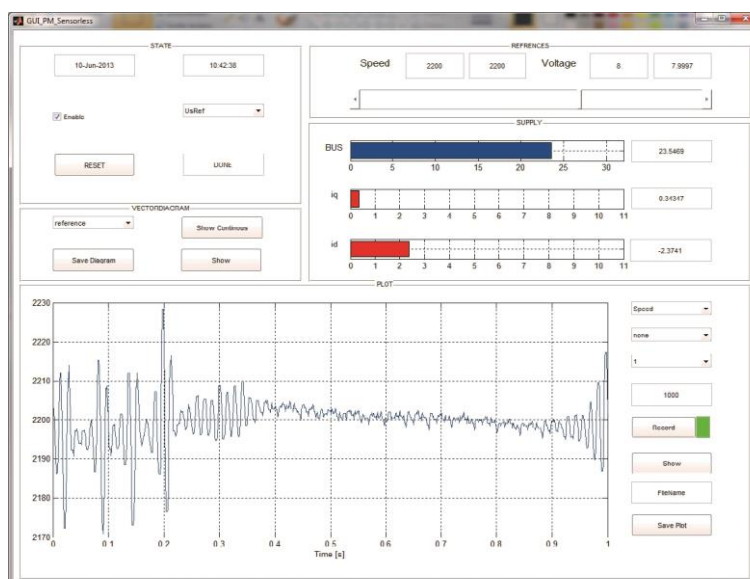 GUI_PM_Sensorless
STATE
10-Jun-2013
10:42:38
Enable
UsRef
RESET
DONE
REFRENCES
Speed 2200 2200 Voltage 8 7.9997
SUPPLY
BUS
23.5469
0 5 10 15 20 25 30
iq
0.34347
0 1 2 3 4 5 6 7 8 9 10 11
id
-2.3741
0 1 2 3 4 5 6 7 8 9 10 11
VECTORDIAGRAM
reference
Show Continous
Save Diagram
Show
PLOT
2230
2220
2210
2200
2190
2180
2170
0 0.1 0.2 0.3 0.4 0.5 0.6 0.7 0.8 0.9 1
Time [s]
Speed
none
1
1000
Record
Show
FileName
Save Plot